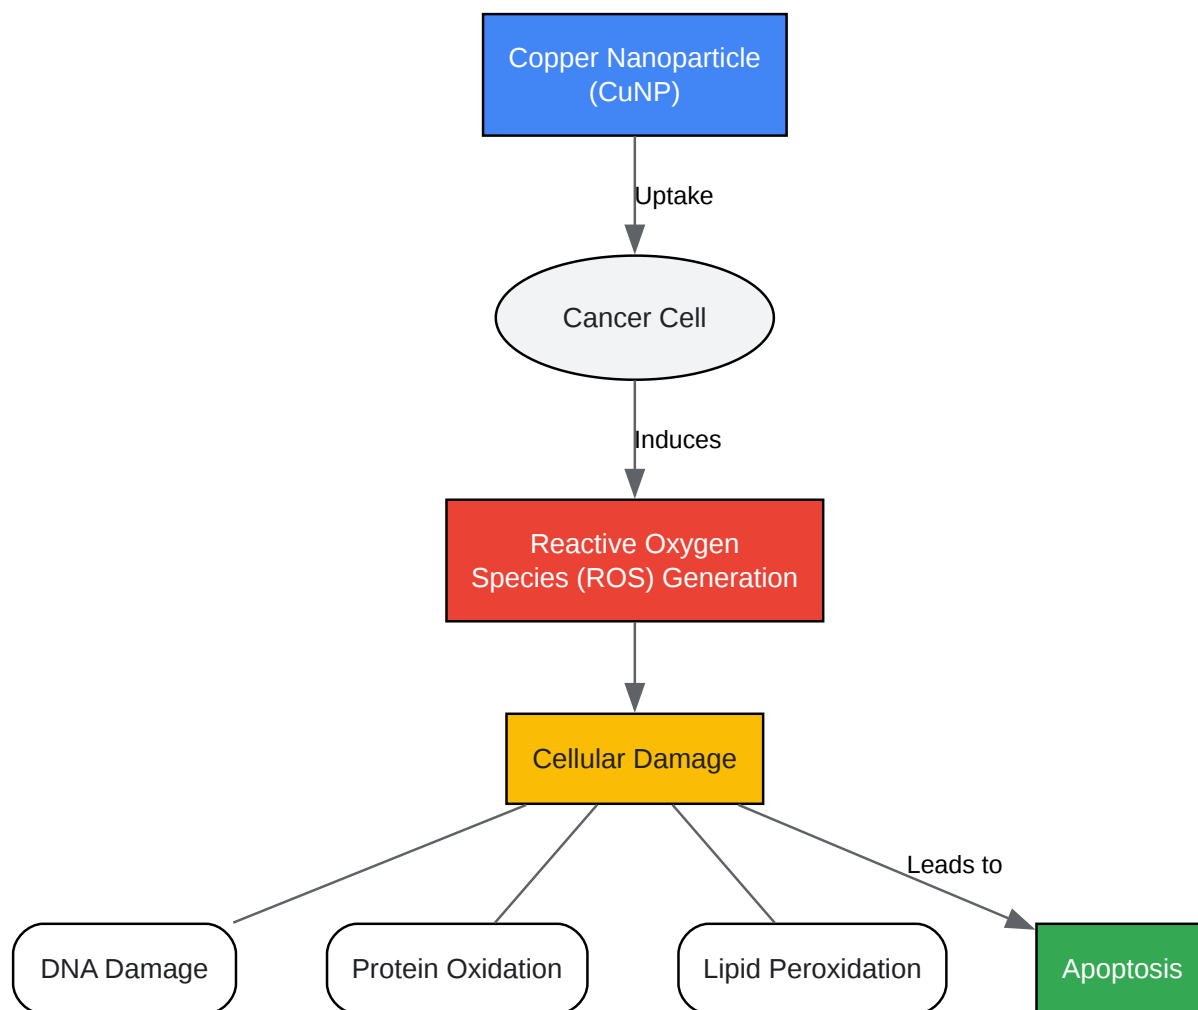 Copper Nanoparticle
(CuNP)
Uptake
Cancer Cell
Induces
Reactive Oxygen
Species (ROS) Generation
Cellular Damage
Leads to
DNA Damage
Protein Oxidation
Lipid Peroxidation
Apoptosis